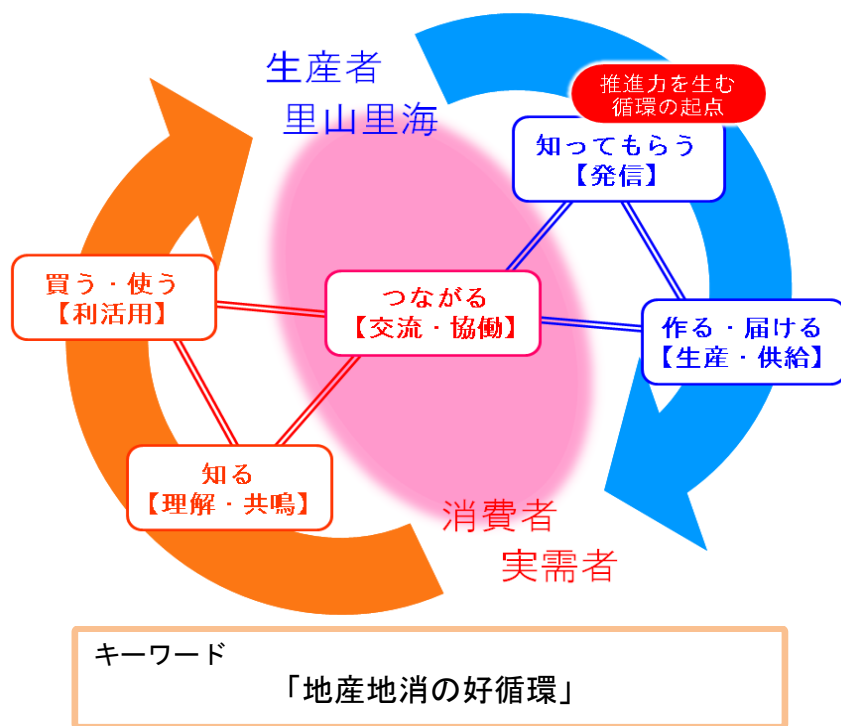 生産者
里山里海
推進力を生む
循環の起点
知ってもらう
【発信】
買う・使う
【利活用】
つながる
【交流・協働】
作る・届ける
【生産・供給】
知る
【理解・共鳴】
消費者
実需者
キーワード
「地産地消の好循環」